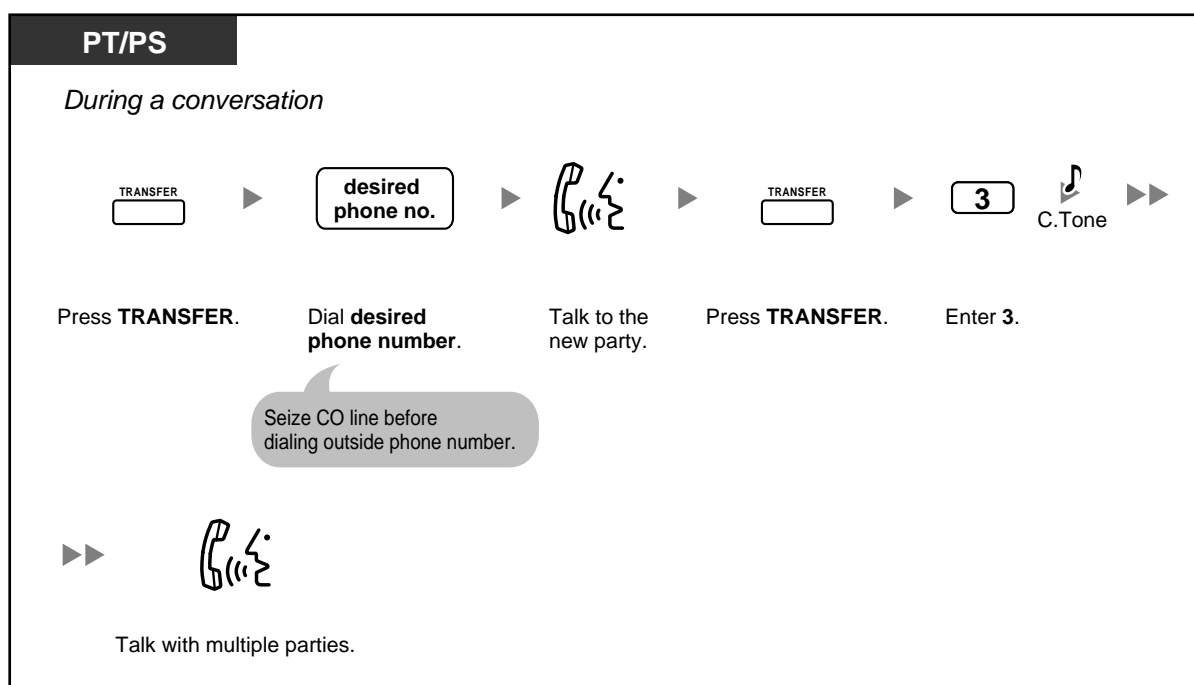 PT/PS
During a conversation
TRANSFER
desired
phone no.
TRANSFER
3
C.Tone
Press TRANSFER.
Dial desired
phone number.
Talk to the
new party.
Press TRANSFER.
Enter 3.
Seize CO line before
dialing outside phone number.
Talk with multiple parties.